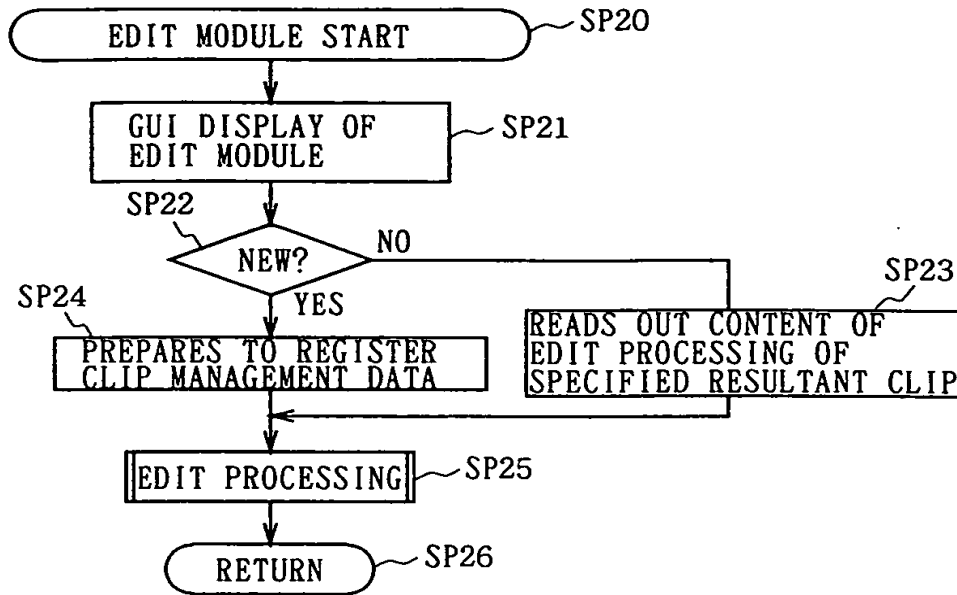 EDIT MODULE START
SP20
GUI DISPLAY OF
EDIT MODULE
SP21
SP22
NEW?
NO
YES
SP23
READS OUT CONTENT OF
EDIT PROCESSING OF
SPECIFIED RESULTANT CLIP
SP24
PREPARES TO REGISTER
CLIP MANAGEMENT DATA
EDIT PROCESSING
SP25
RETURN
SP26